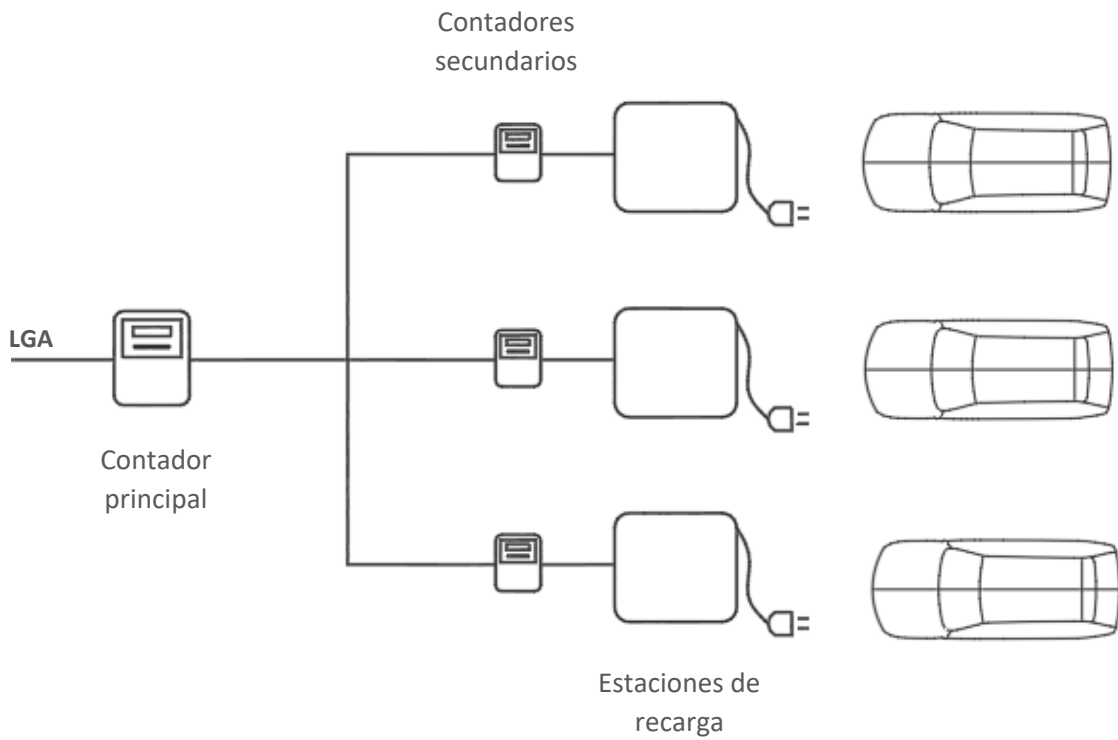 Contadores
secundarios
LGA
Contador
principal
Estaciones de
recarga